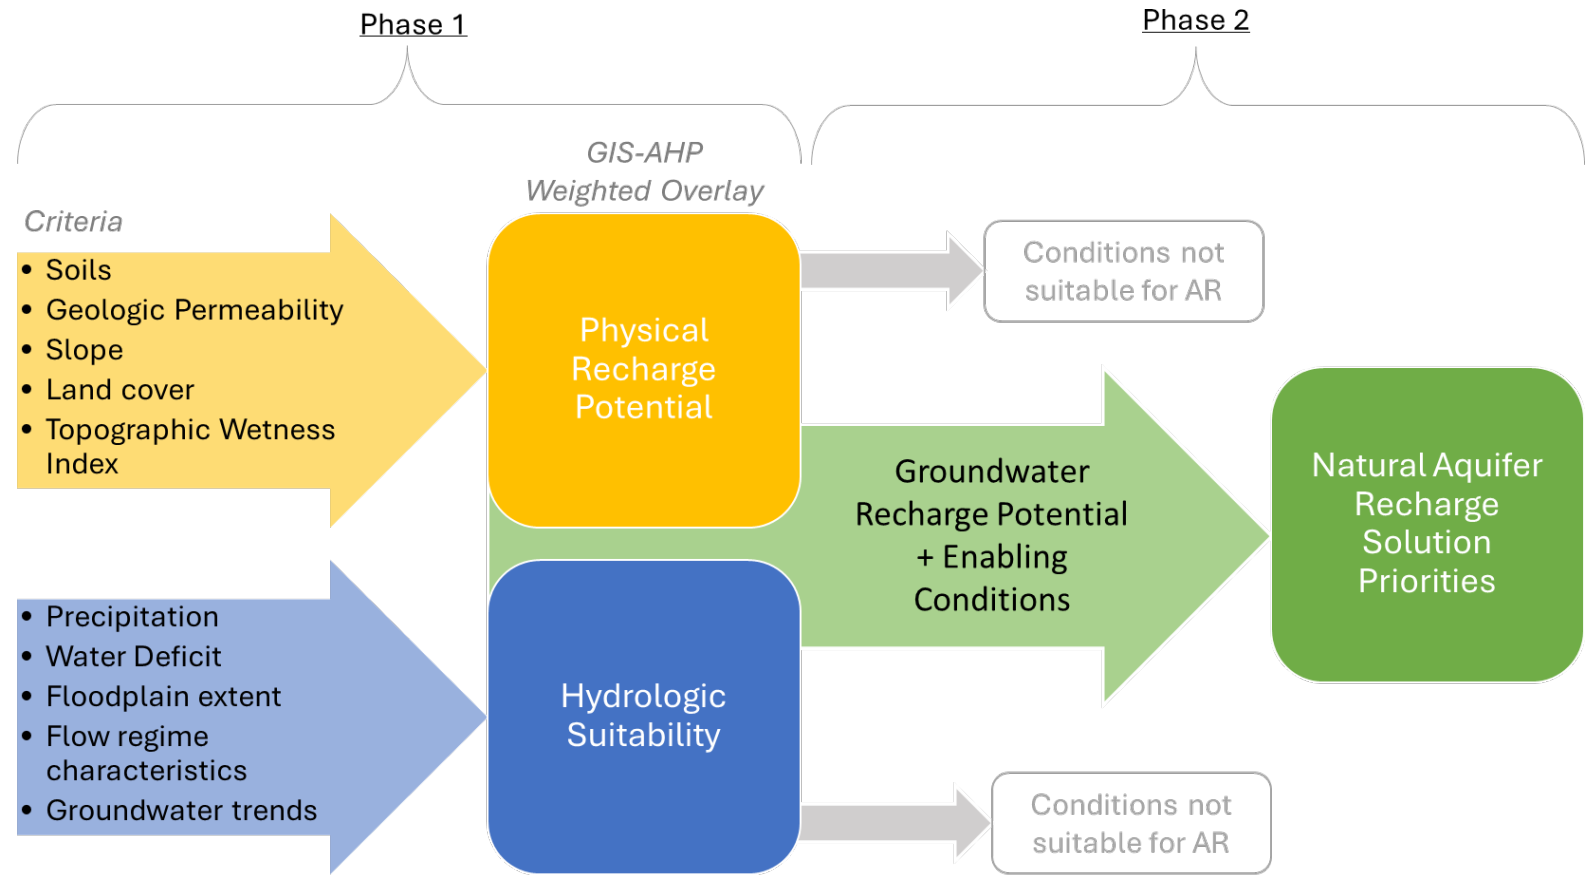 Phase 1
Phase 2
GIS-AHP
Weighted Overlay
Criteria
• Soils
• Geologic Permeability
• Slope
• Land cover
• Topographic Wetness
Index
Physical
Recharge
Potential
Conditions not
suitable for AR
Groundwater
Recharge Potential
+ Enabling
Conditions
Natural Aquifer
Recharge
Solution
Priorities
• Precipitation
• Water Deficit
• Floodplain extent
• Flow regime
characteristics
• Groundwater trends
Hydrologic
Suitability
Conditions not
suitable for AR